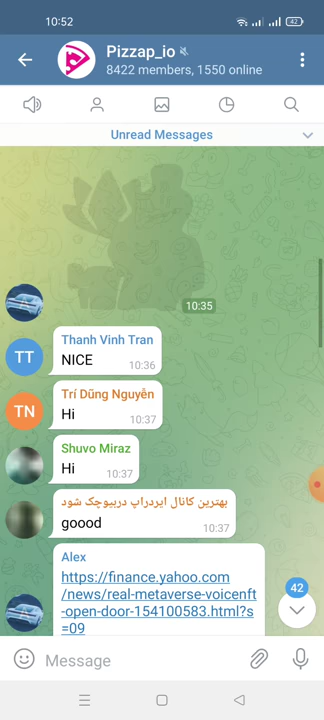 10:52
42
Pizzap_io
8422 members, 1550 online
Unread Messages
10:35
Thanh Vinh Tran
TT
NICE
10:36
Trí Dũng Nguyễn
TN
Hi
10:37
Shuvo Miraz
Hi
10:37
بهترین کانال ایردراپ دربیوچک شود
goood
10:37
Alex
https://finance.yahoo.com
/news/real-metaverse-voicenft
-open-door-154100583.html?s
=09
42
Message